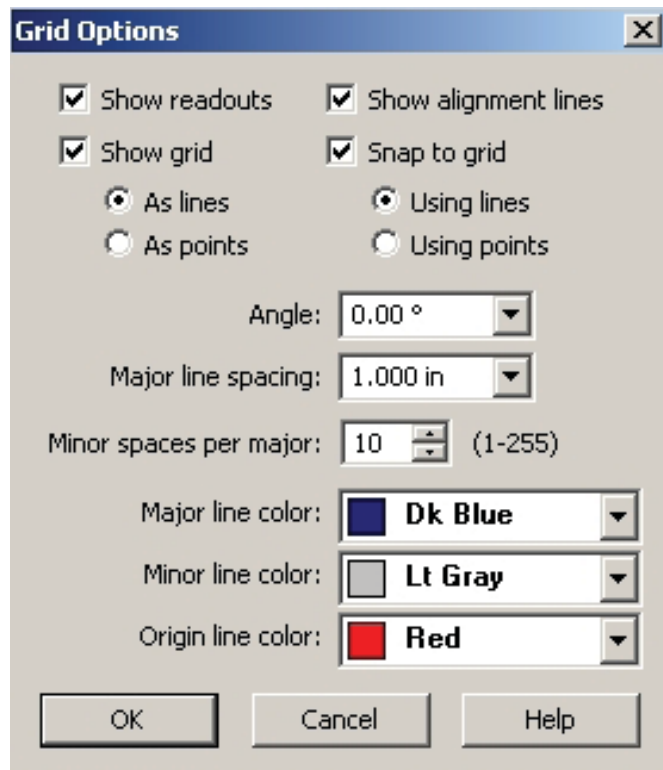 Grid Options
Show readouts Show alignment lines
Show grid Snap to grid
As lines Using lines
As points Using points
Angle: 0.00 °
Major line spacing: 1.000 in
Minor spaces per major: 10 (1-255)
Major line color: Dk Blue
Minor line color: Lt Gray
Origin line color: Red
OK Cancel Help